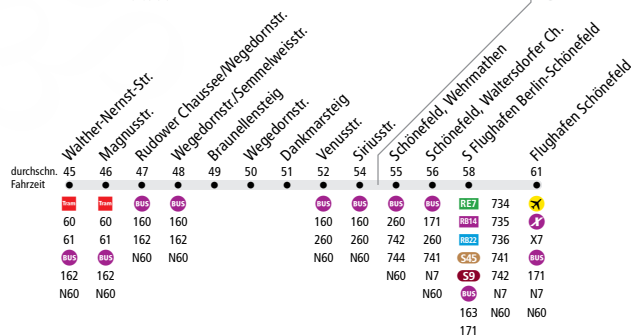 Walther-Nernst-Str.
Magnusstr.
Rudower Chaussee/Wegedornstr.
Wegedornstr./Semmelweisstr.
Braunellensteig
Wegedornstr.
Dankmarsteig
Venusstr.
Siriusstr.
Schönefeld, Wehrmathen
Schönefeld, Waltersdorfer Ch.
S Flughafen Berlin-Schönefeld
Flughafen Schönefeld
durchschn. 45 46 47 48 49 50 51 52 54 55 56 58 61
Fahrzeit
Tram Tram BUS BUS BUS BUS BUS BUS RE7 734
60 60 160 160 160 160 260 171 RB14 735 X
61 61 162 162 260 260 742 260 RB22 736 X7
BUS BUS N60 N60 N60 N60 744 741 S45 741 BUS
162 162 N60 N7 S9 742 171
N60 N60 N60 BUS N7 N7
163 N60 N60
171